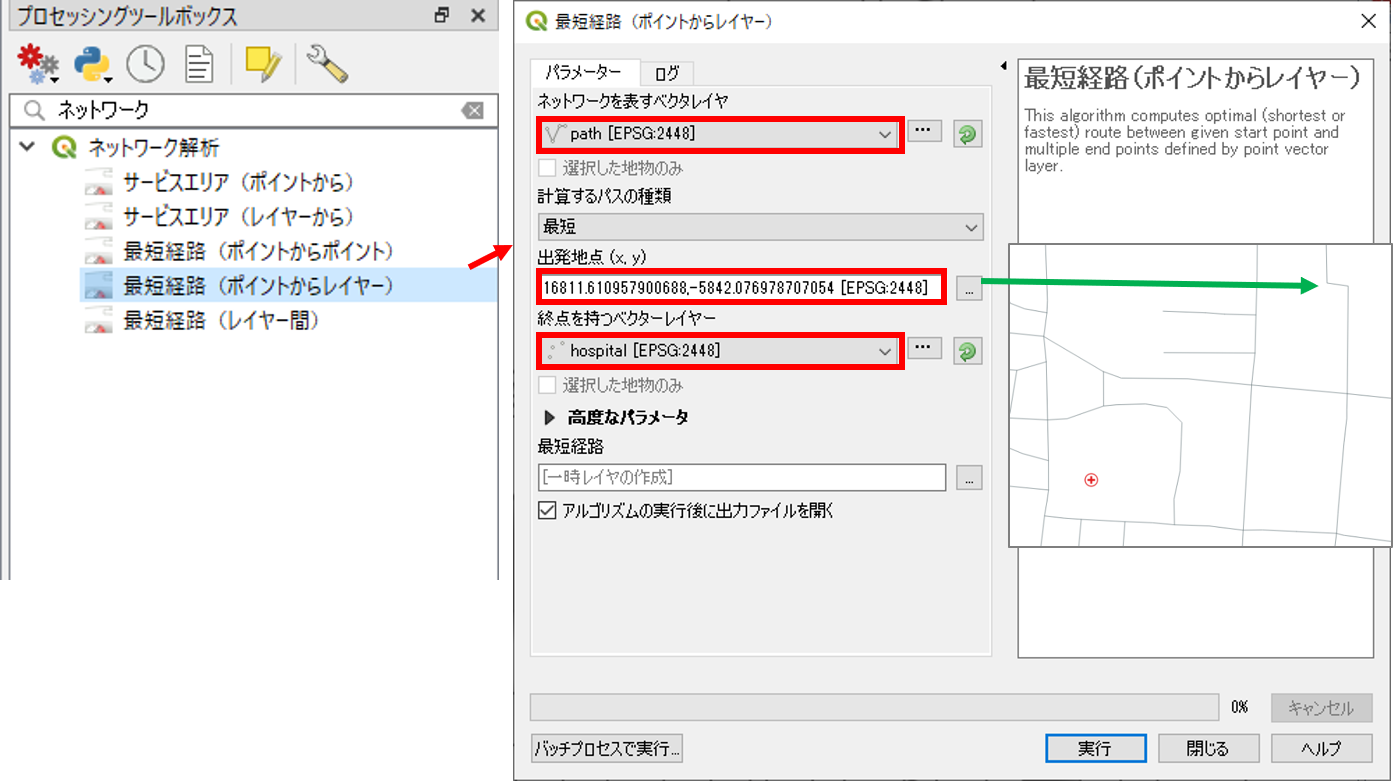 プロセッシングツールボックス
ネットワーク
ネットワーク解析
サービスエリア（ポイントから）
サービスエリア（レイヤーから）
最短経路（ポイントからポイント）
最短経路（ポイントからレイヤー）
最短経路（レイヤー間）
最短経路（ポイントからレイヤー）
パラメーター
ログ
ネットワークを表すベクタレイヤ
path [EPSG:2448]
...
選択した地物のみ
計算するパスの種類
最短
出発地点 (x, y)
16811.610957900688,-5842.076978707054 [EPSG:2448]
...
終点を持つベクターレイヤー
hospital [EPSG:2448]
...
選択した地物のみ
高度なパラメータ
最短経路
[一時レイヤの作成]
...
アルゴリズムの実行後に出力ファイルを開く
最短経路（ポイントからレイヤー）
This algorithm computes optimal (shortest or
fastest) route between given start point and
multiple end points defined by point vector
layer.
0%
キャンセル
バッチプロセスで実行...
実行
閉じる
ヘルプ